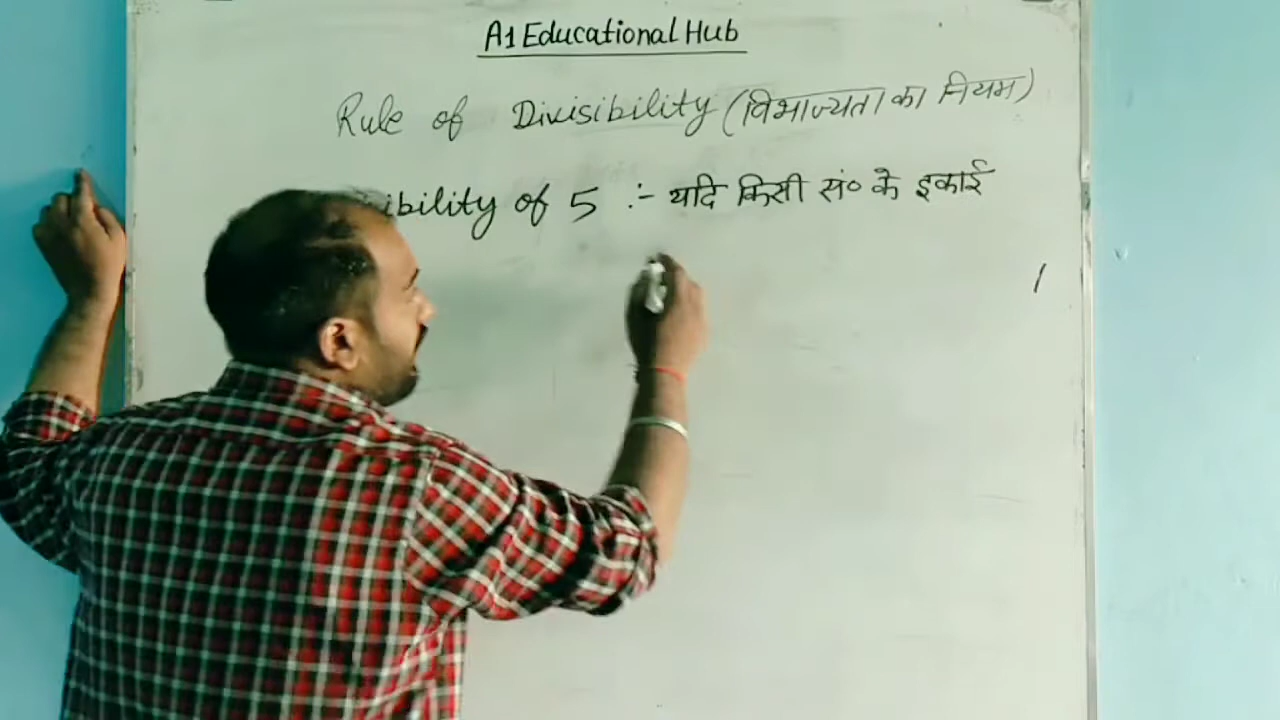 A1 Educational Hub
Rule of Divisibility (विभाज्यता का नियम)
ibility of 5 :- यदि किसी सं० के इकाई